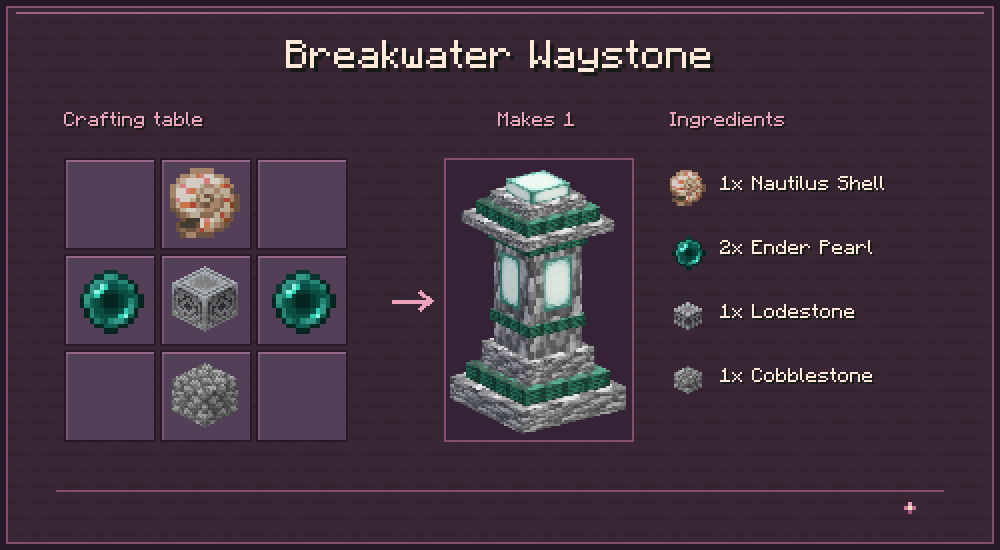 Breakwater Waystone
Crafting table
Makes 1
Ingredients
1x Nautilus Shell
2x Ender Pearl
1x Lodestone
1x Cobblestone